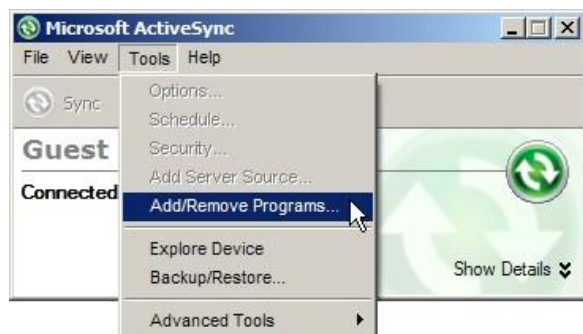 Microsoft ActiveSync
File View Tools Help
Sync
Options...
Schedule...
Guest
Security...
Add Server Source...
Connected
Add/Remove Programs...
Explore Device
Backup/Restore...
Show Details
Advanced Tools